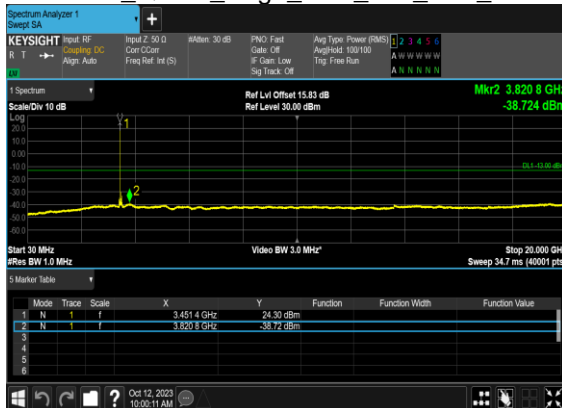 Spectrum Analyzer 1
Swept SA
+
KEYSIGHT
R T
Input: RF
Coupling: DC
Align: Auto
Input Z: 50 Ω
Corr CCorr
Freq Ref: Int (S)
#Atten: 30 dB
PNO: Fast
Gate: Off
IF Gain: Low
Sig Track: Off
Avg Type: Power (RMS)
Avg|Hold: 100/100
Trig: Free Run
1 2 3 4 5 6
A W W W W W
A N N N N N
1 Spectrum
Scale/Div 10 dB
Ref Lvl Offset 15.83 dB
Ref Level 30.00 dBm
Mkr2 3.820 8 GHz
-38.724 dBm
Log
20.0
10.0
0.00
-10.0
-20.0
-30.0
-40.0
-50.0
-60.0
1
2
DL1 -13.00 dBm
Start 30 MHz
#Res BW 1.0 MHz
Video BW 3.0 MHz*
Stop 20.000 GHz
Sweep 34.7 ms (40001 pts)
5 Marker Table
Mode Trace Scale X Y Function Function Width Function Value
1 N 1 f 3.451 4 GHz 24.30 dBm
2 N 1 f 3.820 8 GHz -38.72 dBm
3
4
5
6
?
Oct 12, 2023
10:00:11 AM